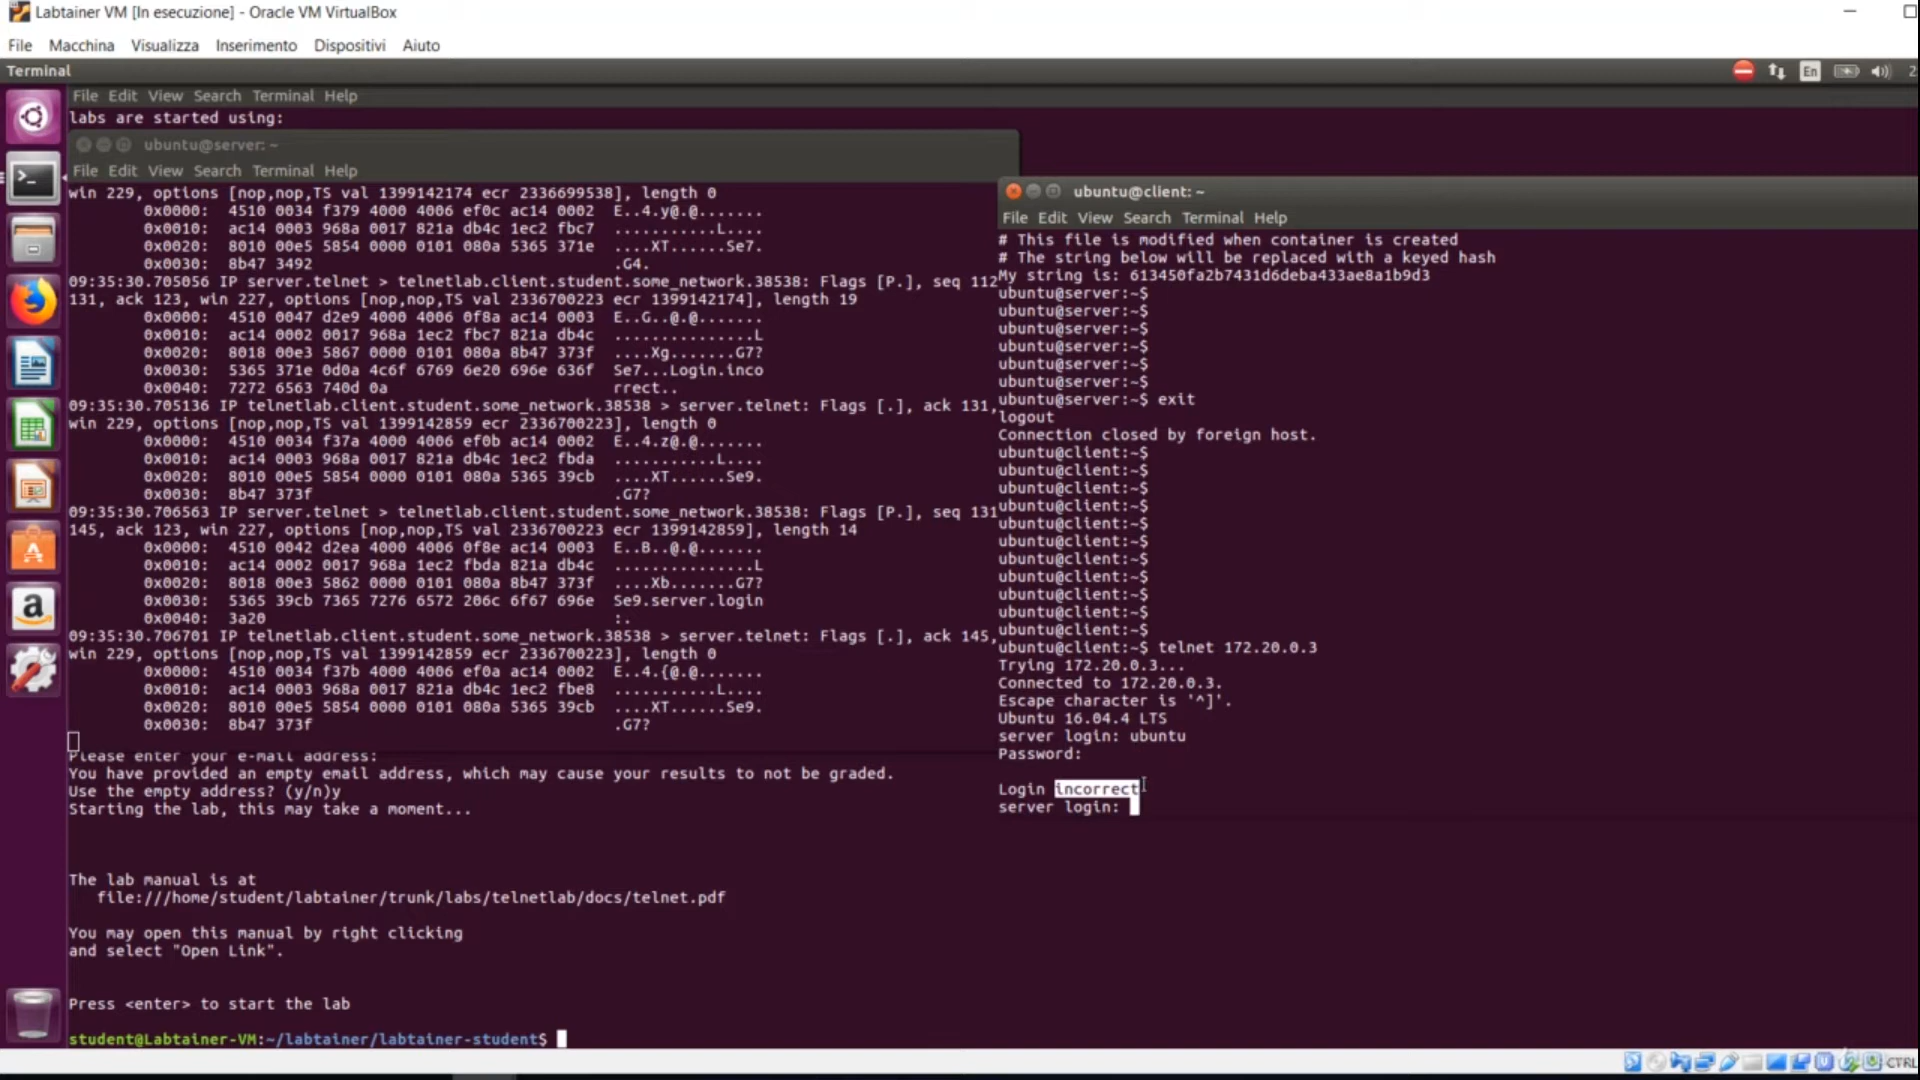 Labtainer VM [In esecuzione] - Oracle VM VirtualBox
File Macchina Visualizza Inserimento Dispositivi Aiuto
Terminal
En
File Edit View Search Terminal Help
labs are started using:
ubuntu@server: ~
File Edit View Search Terminal Help
win 229, options [nop,nop,TS val 1399142174 ecr 2336699538], length 0
0x0000: 4510 0034 f379 4000 4006 ef0c ac14 0002 E..4.y@.@.......
0x0010: ac14 0003 968a 0017 821a db4c 1ec2 fbc7 ...........L....
0x0020: 8010 00e5 5854 0000 0101 080a 5365 371e ....XT......Se7.
0x0030: 8b47 3492 .G4.
09:35:30.705056 IP server.telnet > telnetlab.client.student.some_network.38538: Flags [P.], seq 112
131, ack 123, win 227, options [nop,nop,TS val 2336700223 ecr 1399142174], length 19
0x0000: 4510 0047 d2e9 4000 4006 0f8a ac14 0003 E..G..@.@.......
0x0010: ac14 0002 0017 968a 1ec2 fbc7 821a db4c ...............L
0x0020: 8018 00e3 5867 0000 0101 080a 8b47 373f ....Xg.......G7?
0x0030: 5365 371e 0d0a 4c6f 6769 6e20 696e 636f Se7...Login.inco
0x0040: 7272 6563 740d 0a rrect..
09:35:30.705136 IP telnetlab.client.student.some_network.38538 > server.telnet: Flags [.], ack 131,
win 229, options [nop,nop,TS val 1399142859 ecr 2336700223], length 0
0x0000: 4510 0034 f37a 4000 4006 ef0b ac14 0002 E..4.z@.@.......
0x0010: ac14 0003 968a 0017 821a db4c 1ec2 fbda ...........L....
0x0020: 8010 00e5 5854 0000 0101 080a 5365 39cb ....XT......Se9.
0x0030: 8b47 373f .G7?
09:35:30.706563 IP server.telnet > telnetlab.client.student.some_network.38538: Flags [P.], seq 131
145, ack 123, win 227, options [nop,nop,TS val 2336700223 ecr 1399142859], length 14
0x0000: 4510 0042 d2ea 4000 4006 0f8e ac14 0003 E..B..@.@.......
0x0010: ac14 0002 0017 968a 1ec2 fbda 821a db4c ...............L
0x0020: 8018 00e3 5862 0000 0101 080a 8b47 373f ....Xb.......G7?
0x0030: 5365 39cb 7365 7276 6572 206c 6f67 696e Se9.server.login
0x0040: 3a20 :.
09:35:30.706701 IP telnetlab.client.student.some_network.38538 > server.telnet: Flags [.], ack 145,
win 229, options [nop,nop,TS val 1399142859 ecr 2336700223], length 0
0x0000: 4510 0034 f37b 4000 4006 ef0a ac14 0002 E..4.{@.@.......
0x0010: ac14 0003 968a 0017 821a db4c 1ec2 fbe8 ...........L....
0x0020: 8010 00e5 5854 0000 0101 080a 5365 39cb ....XT......Se9.
0x0030: 8b47 373f .G7?
Please enter your e-mail address:
You have provided an empty email address, which may cause your results to not be graded.
Use the empty address? (y/n)y
Starting the lab, this may take a moment...
The lab manual is at
file:///home/student/labtainer/trunk/labs/telnetlab/docs/telnet.pdf
You may open this manual by right clicking
and select "Open Link".
Press <enter> to start the lab
student@Labtainer-VM:~/labtainer/labtainer-student$
ubuntu@client: ~
File Edit View Search Terminal Help
# This file is modified when container is created
# The string below will be replaced with a keyed hash
My string is: 613450fa2b7431d6deba433ae8a1b9d3
ubuntu@server:~$
ubuntu@server:~$
ubuntu@server:~$
ubuntu@server:~$
ubuntu@server:~$
ubuntu@server:~$
ubuntu@server:~$ exit
logout
Connection closed by foreign host.
ubuntu@client:~$
ubuntu@client:~$
ubuntu@client:~$
ubuntu@client:~$
ubuntu@client:~$
ubuntu@client:~$
ubuntu@client:~$
ubuntu@client:~$
ubuntu@client:~$
ubuntu@client:~$
ubuntu@client:~$
ubuntu@client:~$ telnet 172.20.0.3
Trying 172.20.0.3...
Connected to 172.20.0.3.
Escape character is '^]'.
Ubuntu 16.04.4 LTS
server login: ubuntu
Password:
Login incorrect
server login:
CTRL